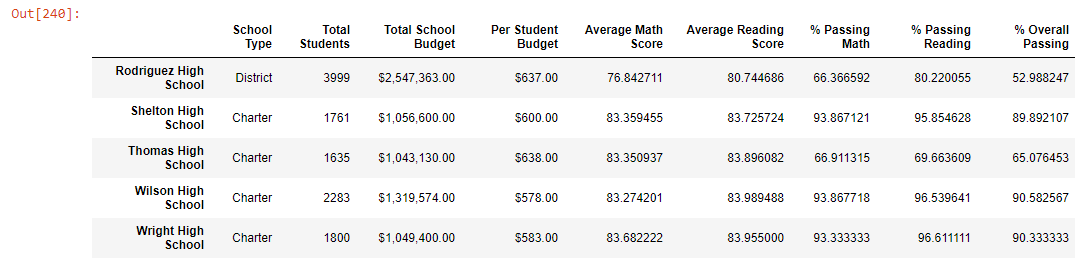 Out[240]:
School Type Total Students Total School Budget Per Student Budget Average Math Score Average Reading Score % Passing Math % Passing Reading % Overall Passing
Rodriguez High School District 3999 $2,547,363.00 $637.00 76.842711 80.744686 66.366592 80.220055 52.988247
Shelton High School Charter 1761 $1,056,600.00 $600.00 83.359455 83.725724 93.867121 95.854628 89.892107
Thomas High School Charter 1635 $1,043,130.00 $638.00 83.350937 83.896082 66.911315 69.663609 65.076453
Wilson High School Charter 2283 $1,319,574.00 $578.00 83.274201 83.989488 93.867718 96.539641 90.582567
Wright High School Charter 1800 $1,049,400.00 $583.00 83.682222 83.955000 93.333333 96.611111 90.333333